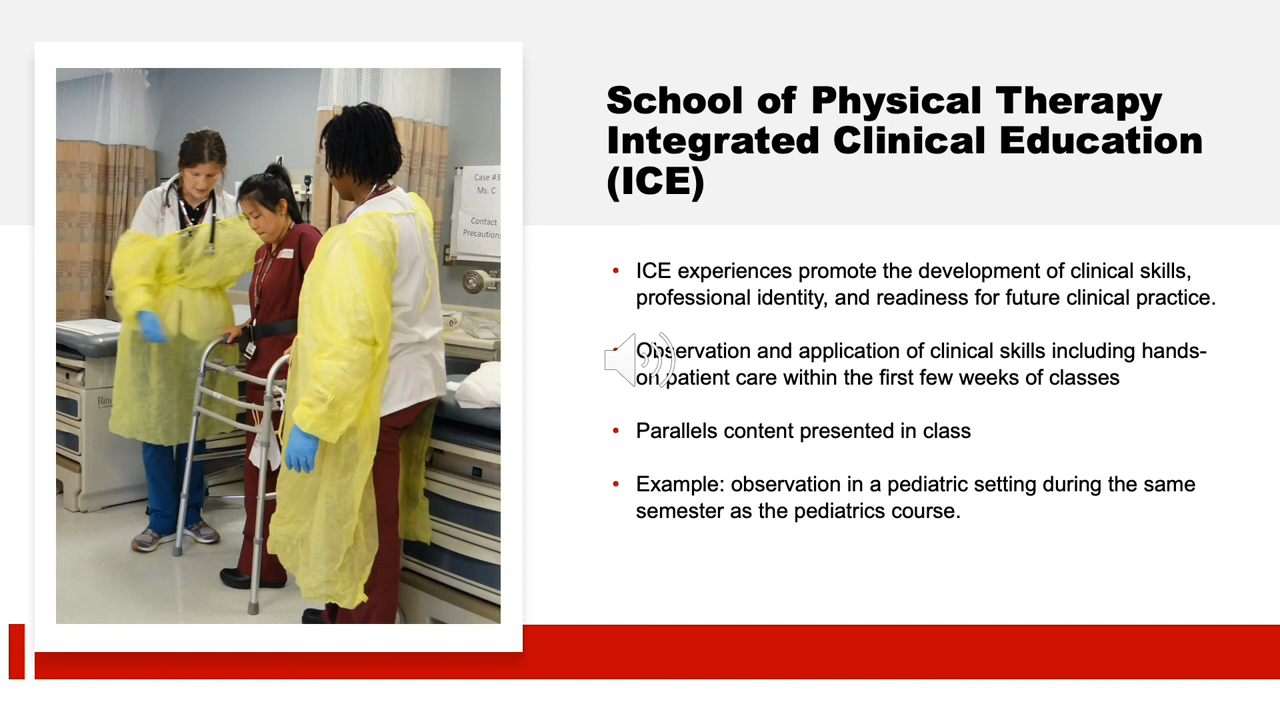 School of Physical Therapy
Integrated Clinical Education
(ICE)
• ICE experiences promote the development of clinical skills,
professional identity, and readiness for future clinical practice.
• Observation and application of clinical skills including hands-
on patient care within the first few weeks of classes
• Parallels content presented in class
• Example: observation in a pediatric setting during the same
semester as the pediatrics course.
Case #3
Ms. C
Contact
Precautions